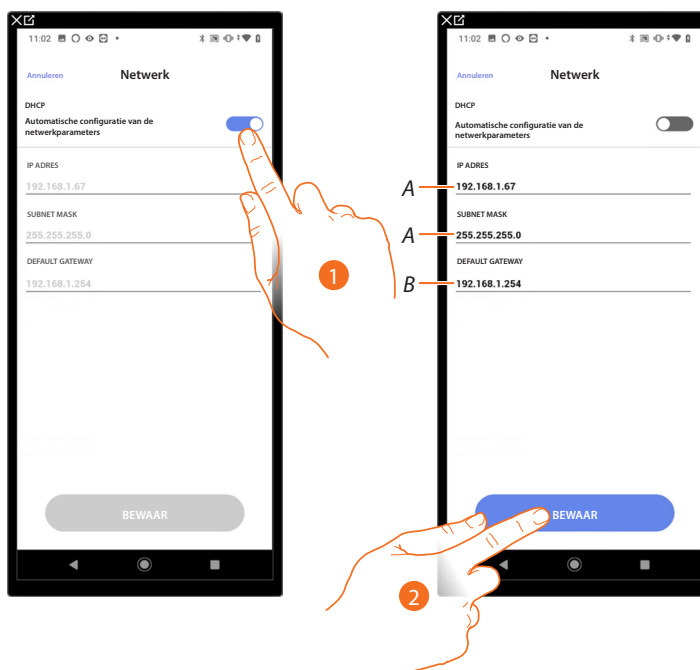 11:02
Annuleren
Netwerk
DHCP
Automatische configuratie van de
netwerkparameters
IP ADRES
192.168.1.67
SUBNET MASK
255.255.255.0
DEFAULT GATEWAY
192.168.1.254
BEWAAR
1
11:02
Annuleren
Netwerk
DHCP
Automatische configuratie van de
netwerkparameters
IP ADRES
A
192.168.1.67
SUBNET MASK
A
255.255.255.0
DEFAULT GATEWAY
B
192.168.1.254
BEWAAR
2